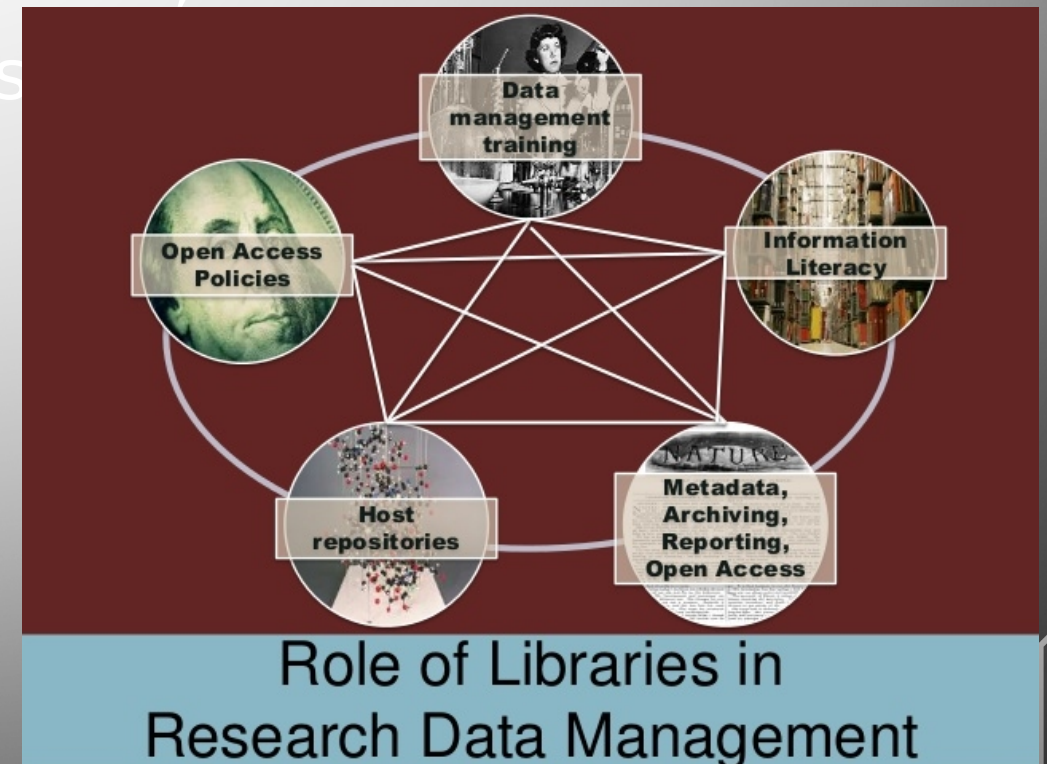 s
Data
management
training
Open Access
Policies
Information
Literacy
Host
repositories
NATURE
Metadata,
Archiving,
Reporting,
Open Access
Role of Libraries in
Research Data Management